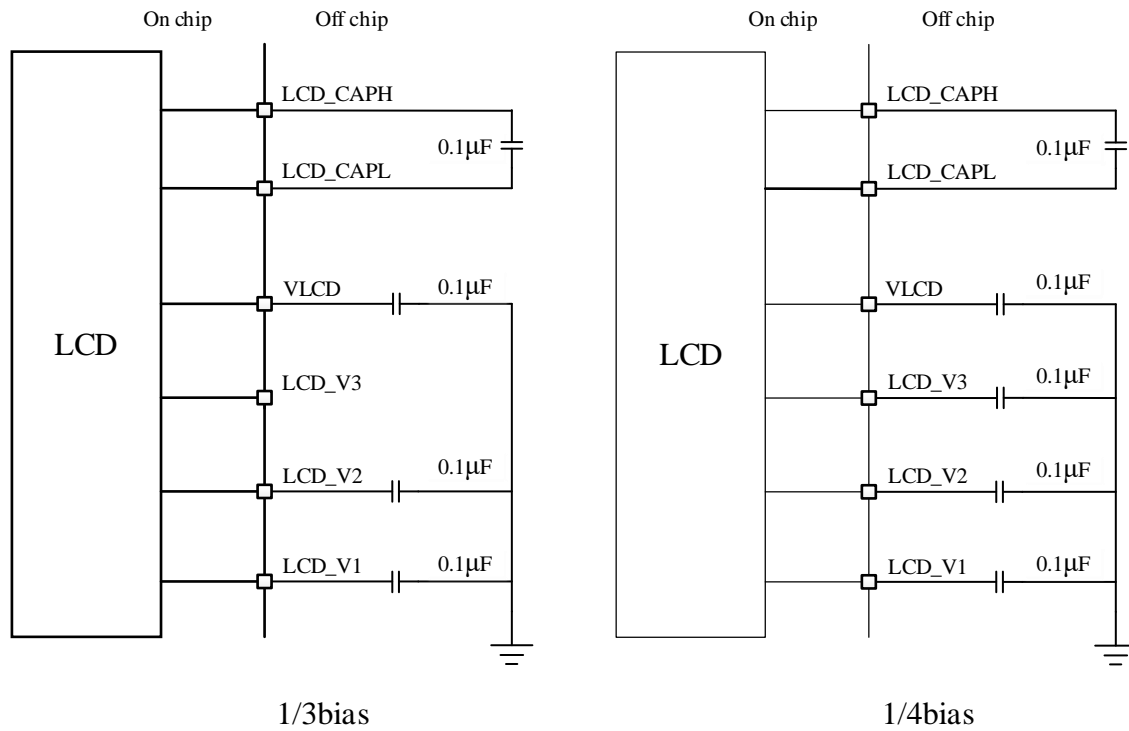 On chip Off chip
LCD_CAPH
0.1μF
LCD_CAPL
VLCD 0.1μF
LCD
LCD_V3
LCD_V2 0.1μF
LCD_V1 0.1μF
1/3bias
On chip Off chip
LCD_CAPH
0.1μF
LCD_CAPL
VLCD 0.1μF
LCD
LCD_V3 0.1μF
LCD_V2 0.1μF
LCD_V1 0.1μF
1/4bias